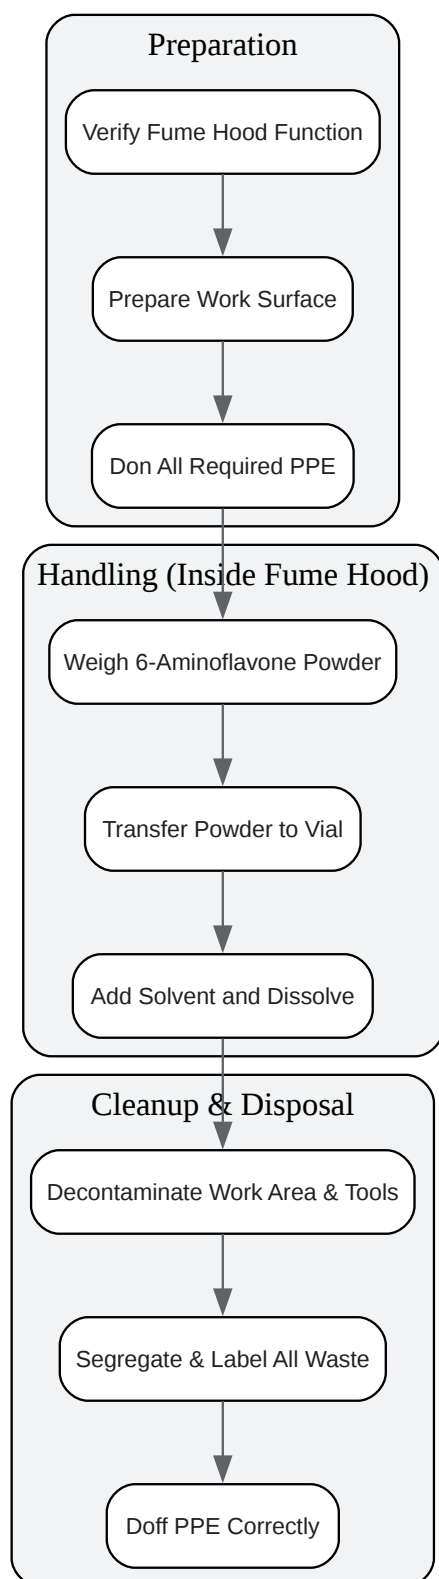 Preparation
Verify Fume Hood Function
Prepare Work Surface
Don All Required PPE
Handling (Inside Fume Hood)
Weigh 6-Aminoflavone Powder
Transfer Powder to Vial
Add Solvent and Dissolve
Cleanup & Disposal
Decontaminate Work Area & Tools
Segregate & Label All Waste
Doff PPE Correctly